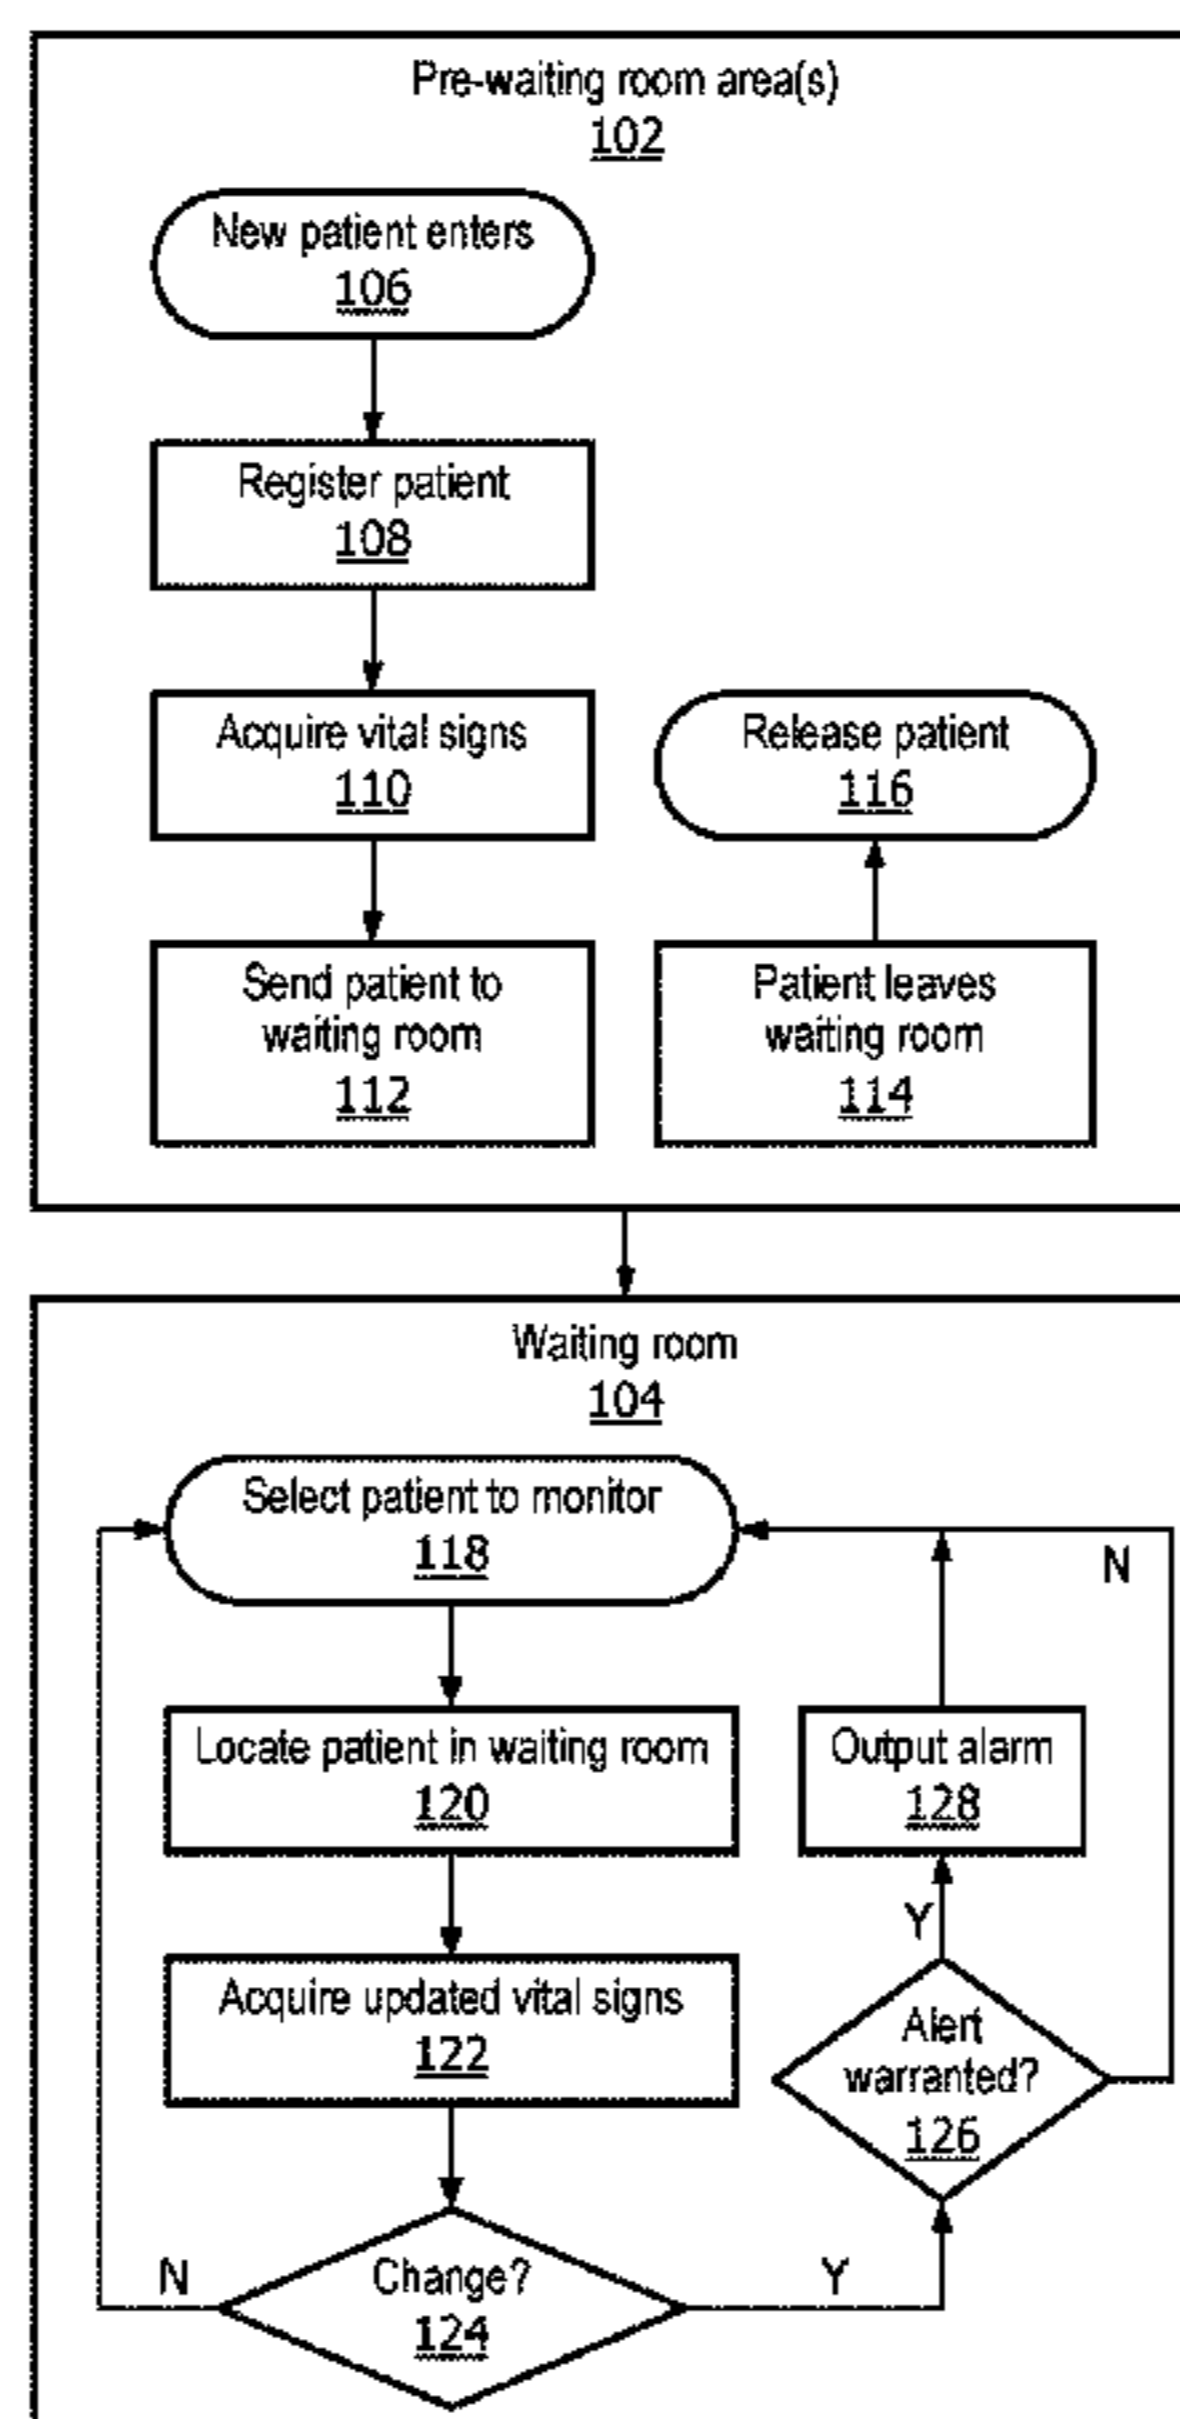 Pre-waiting room area(s)
102
New patient enters
106
Register patient
108
Acquire vital signs
110
Release patient
116
Send patient to
waiting room
112
Patient leaves
waiting room
114
Waiting room
104
Select patient to monitor
118
N
Locate patient in waiting room
120
Output alarm
128
Y
Acquire updated vital signs
122
Alert
warranted?
126
N
Change?
124
Y